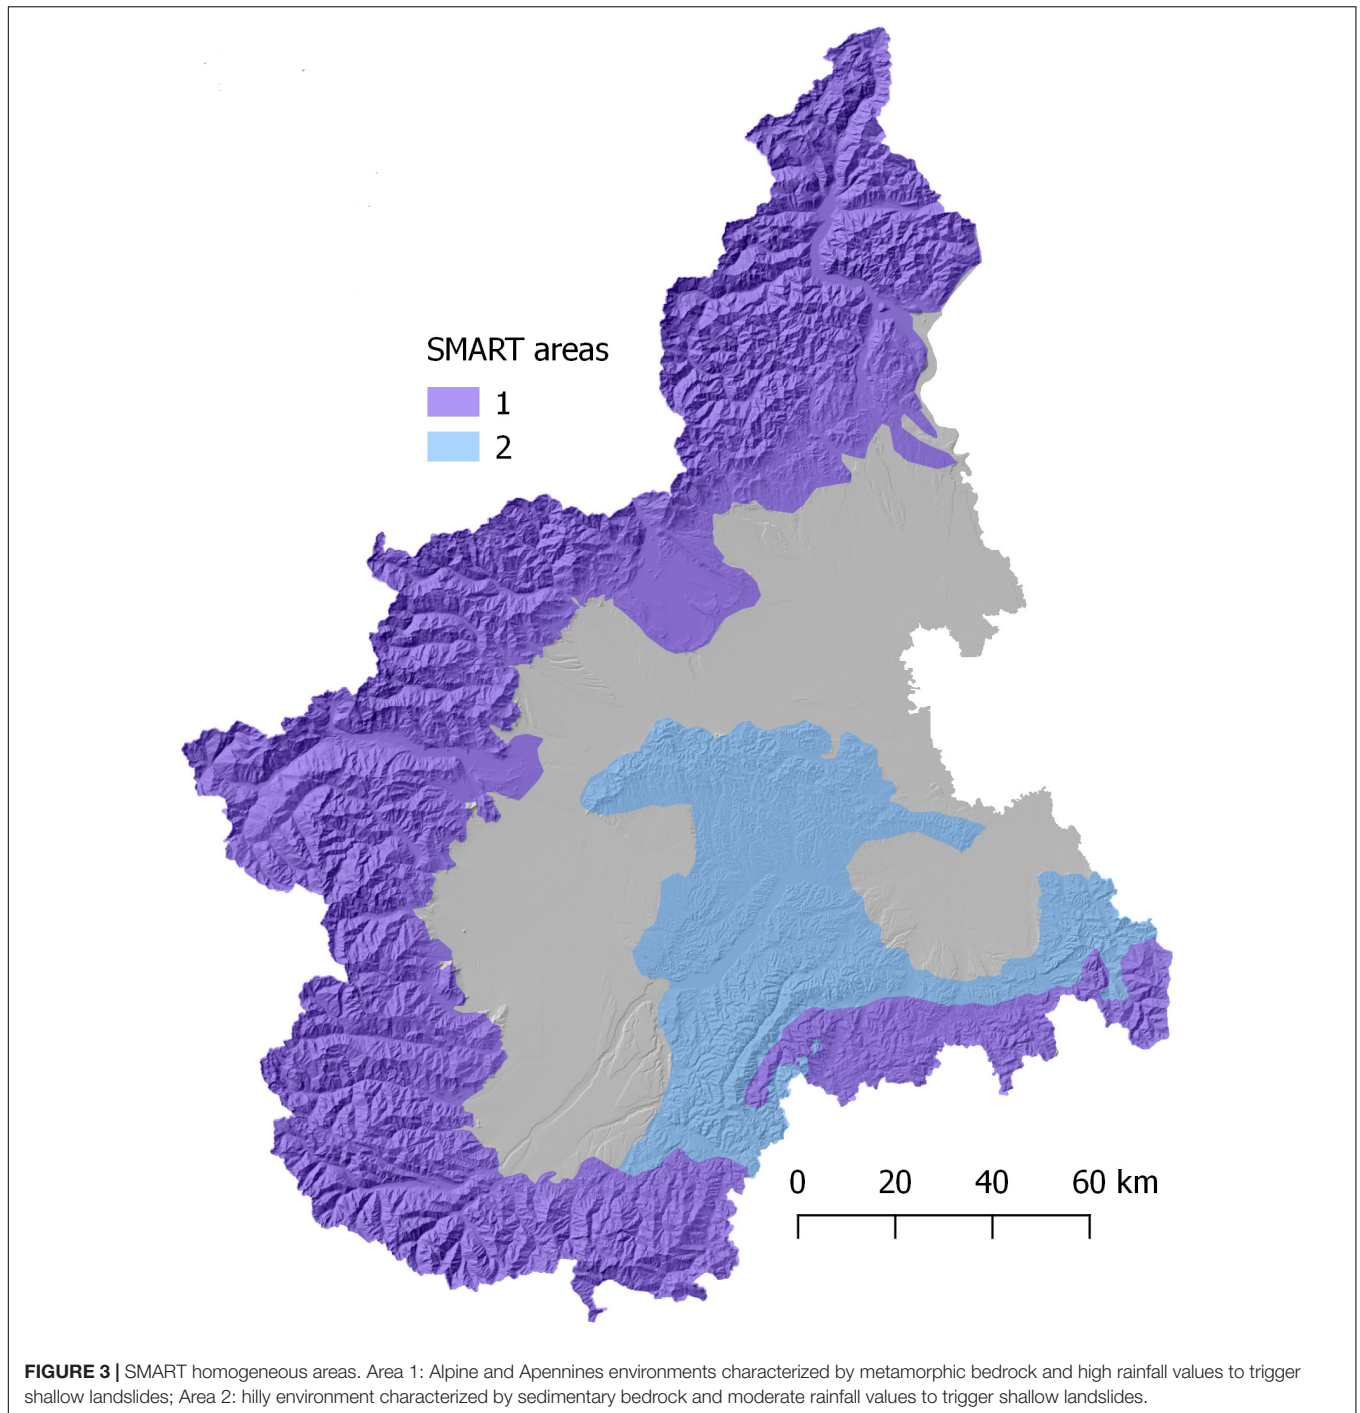 SMART areas
1
2
0 20 40 60 km
FIGURE 3 | SMART homogeneous areas. Area 1: Alpine and Apennines environments characterized by metamorphic bedrock and high rainfall values to trigger
shallow landslides; Area 2: hilly environment characterized by sedimentary bedrock and moderate rainfall values to trigger shallow landslides.